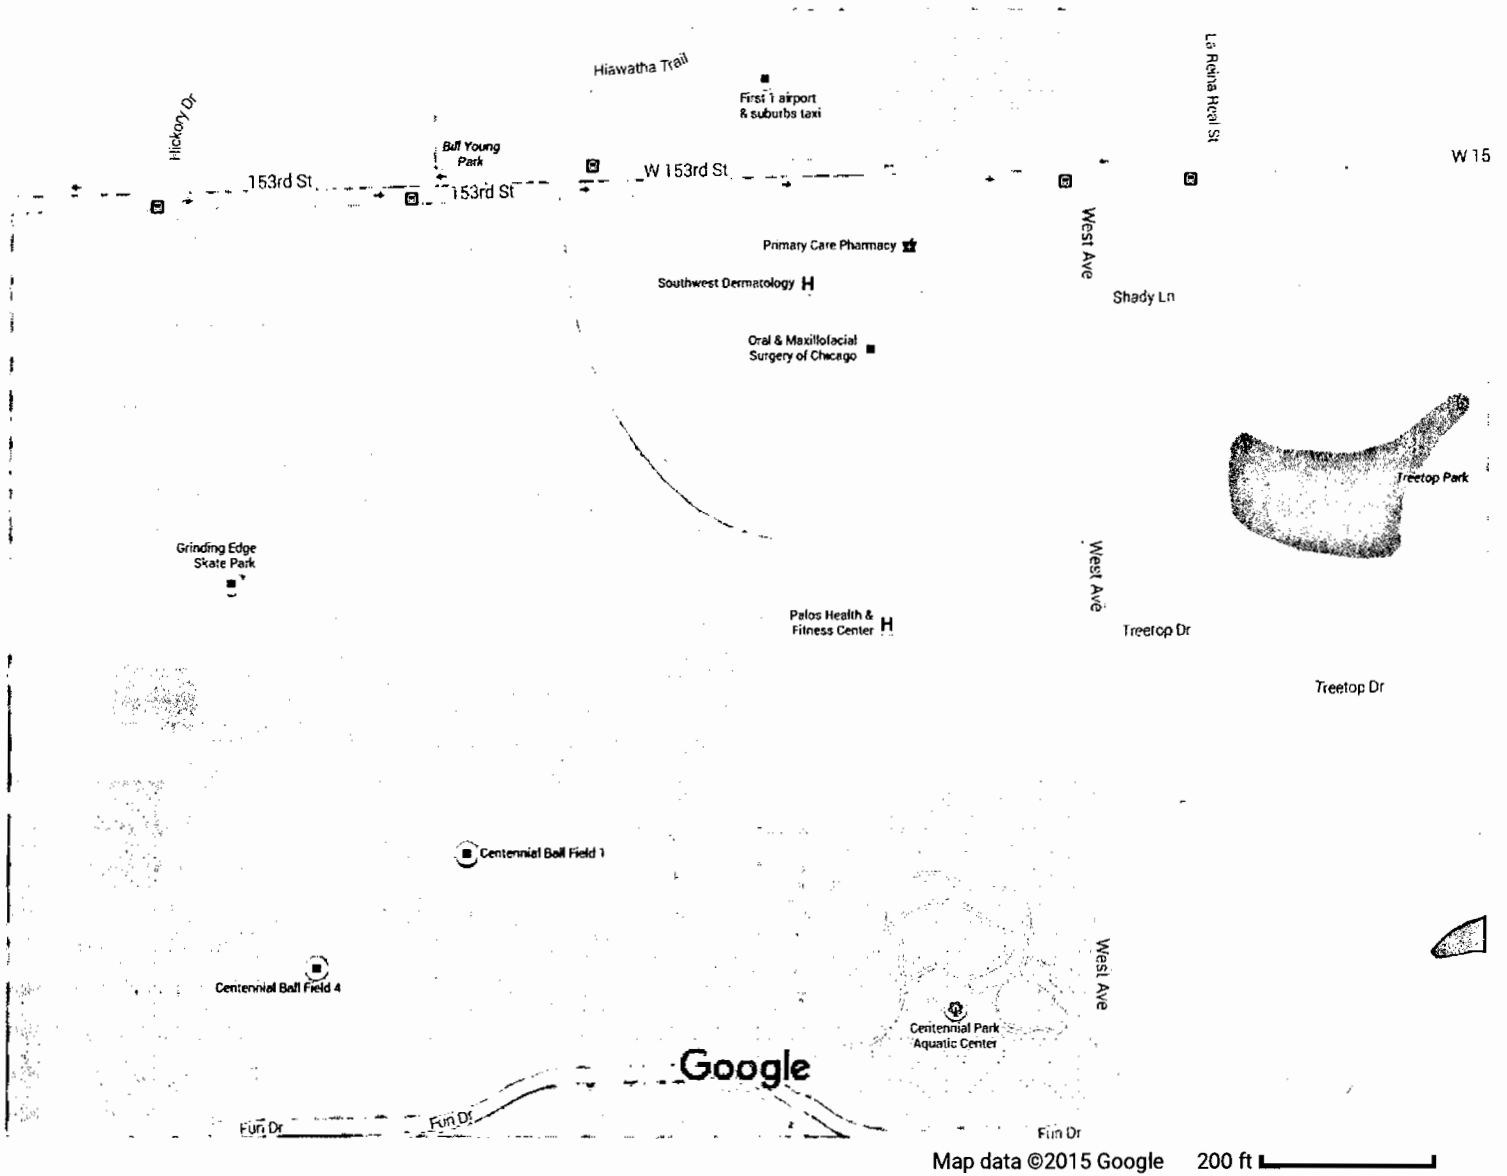 Hiawatha Trail
La Reina Real St
First 1 airport
& suburbs taxi
Hickory Dr
Bill Young
Park
W 15
W 153rd St
153rd St
153rd St
West Ave
Primary Care Pharmacy
Southwest Dermatology H
Shady Ln
Oral & Maxillofacial
Surgery of Chicago
Treetop Park
Grinding Edge
Skate Park
West Ave
Palos Health &
Fitness Center H
Treetop Dr
Treetop Dr
Centennial Ball Field 1
West Ave
Centennial Ball Field 4
Centennial Park
Aquatic Center
Google
Fun Dr
Fun Dr
Fun Dr
Map data ©2015 Google 200 ft